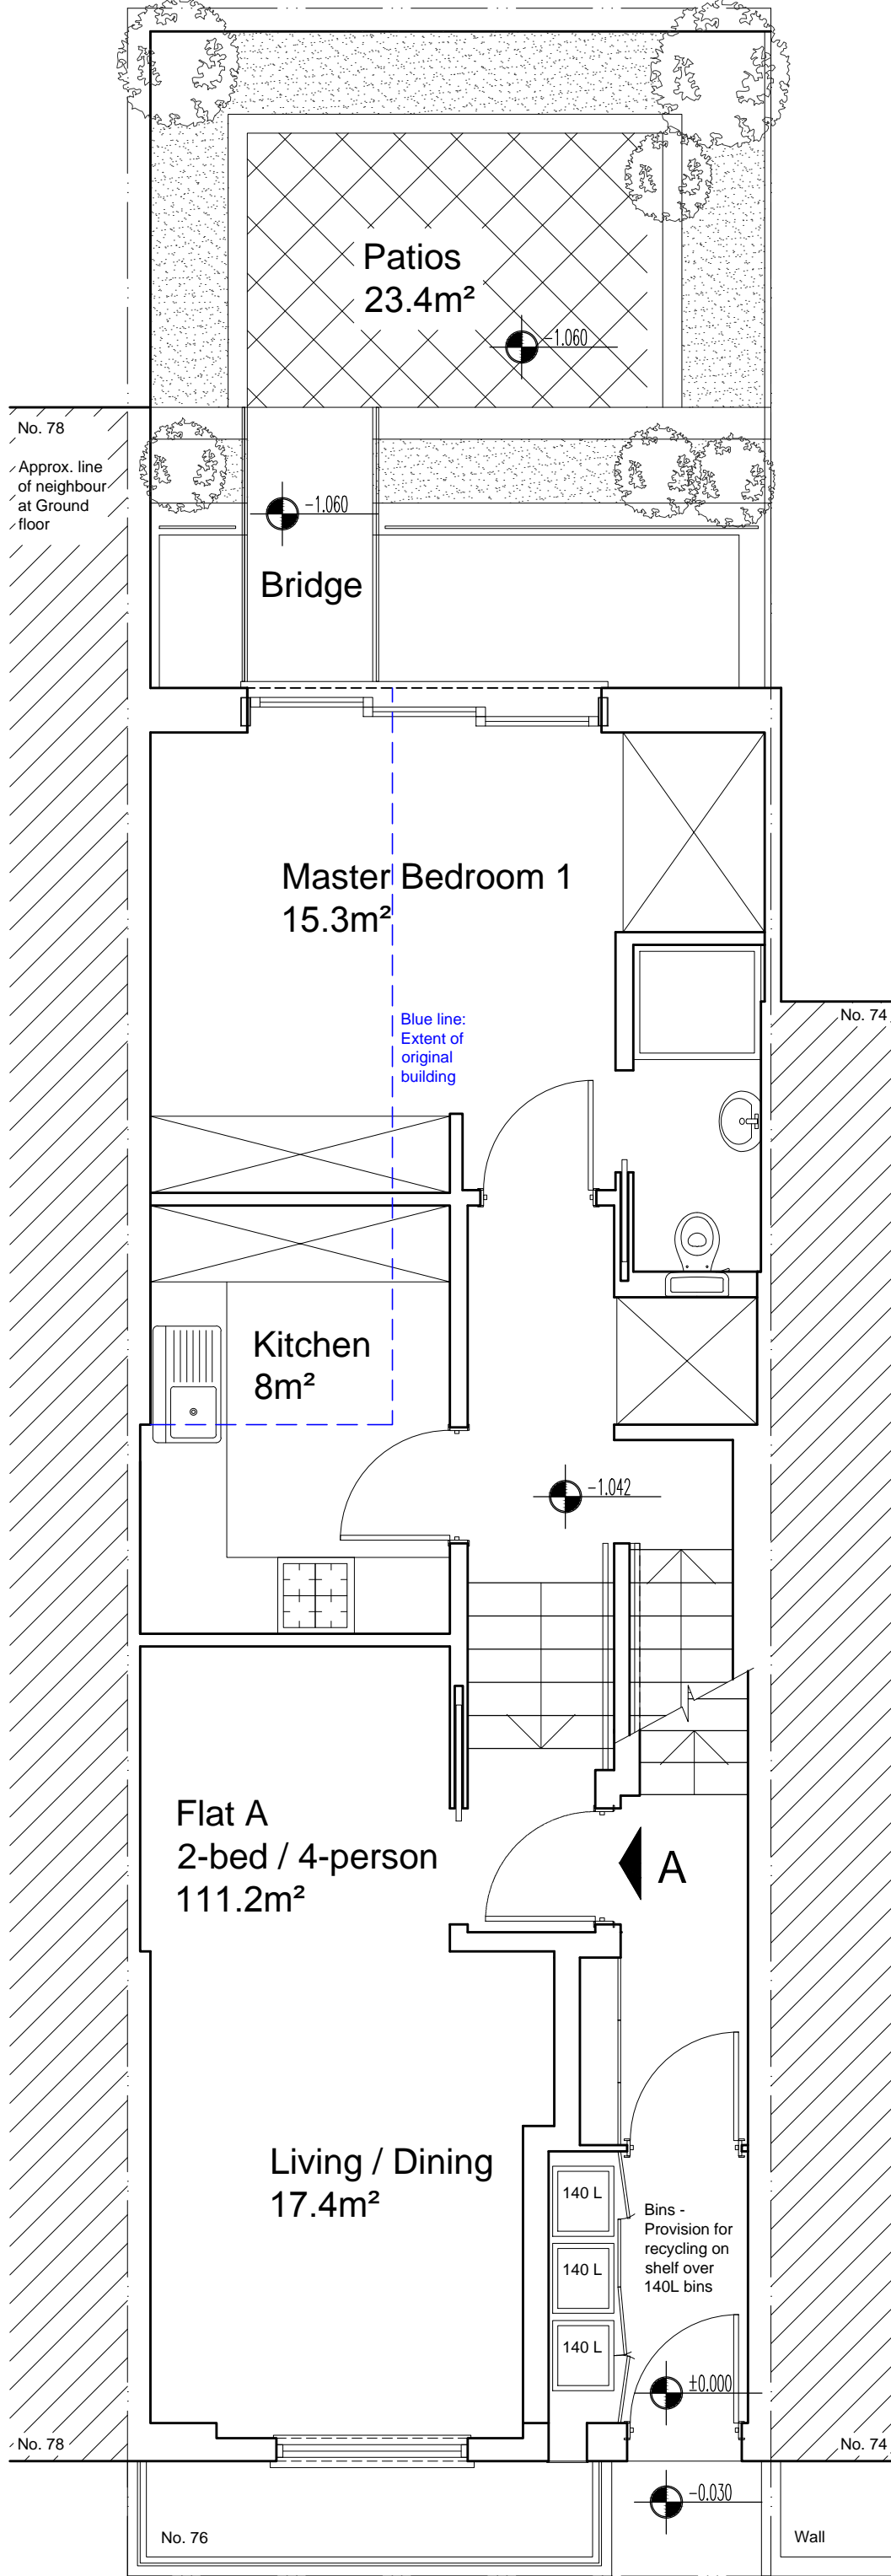 Patios
23.4m²
-1.060
No. 78
Approx. line
of neighbour
at Ground
floor
-1.060
Bridge
Master Bedroom 1
15.3m²
Blue line:
Extent of
original
building
No. 74
Kitchen
8m²
-1.042
Flat A
2-bed / 4-person
111.2m²
A
Living / Dining
17.4m²
140 L
140 L
140 L
Bins -
Provision for
recycling on
shelf over
140L bins
±0.000
No. 78
No. 74
-0.030
No. 76
Wall